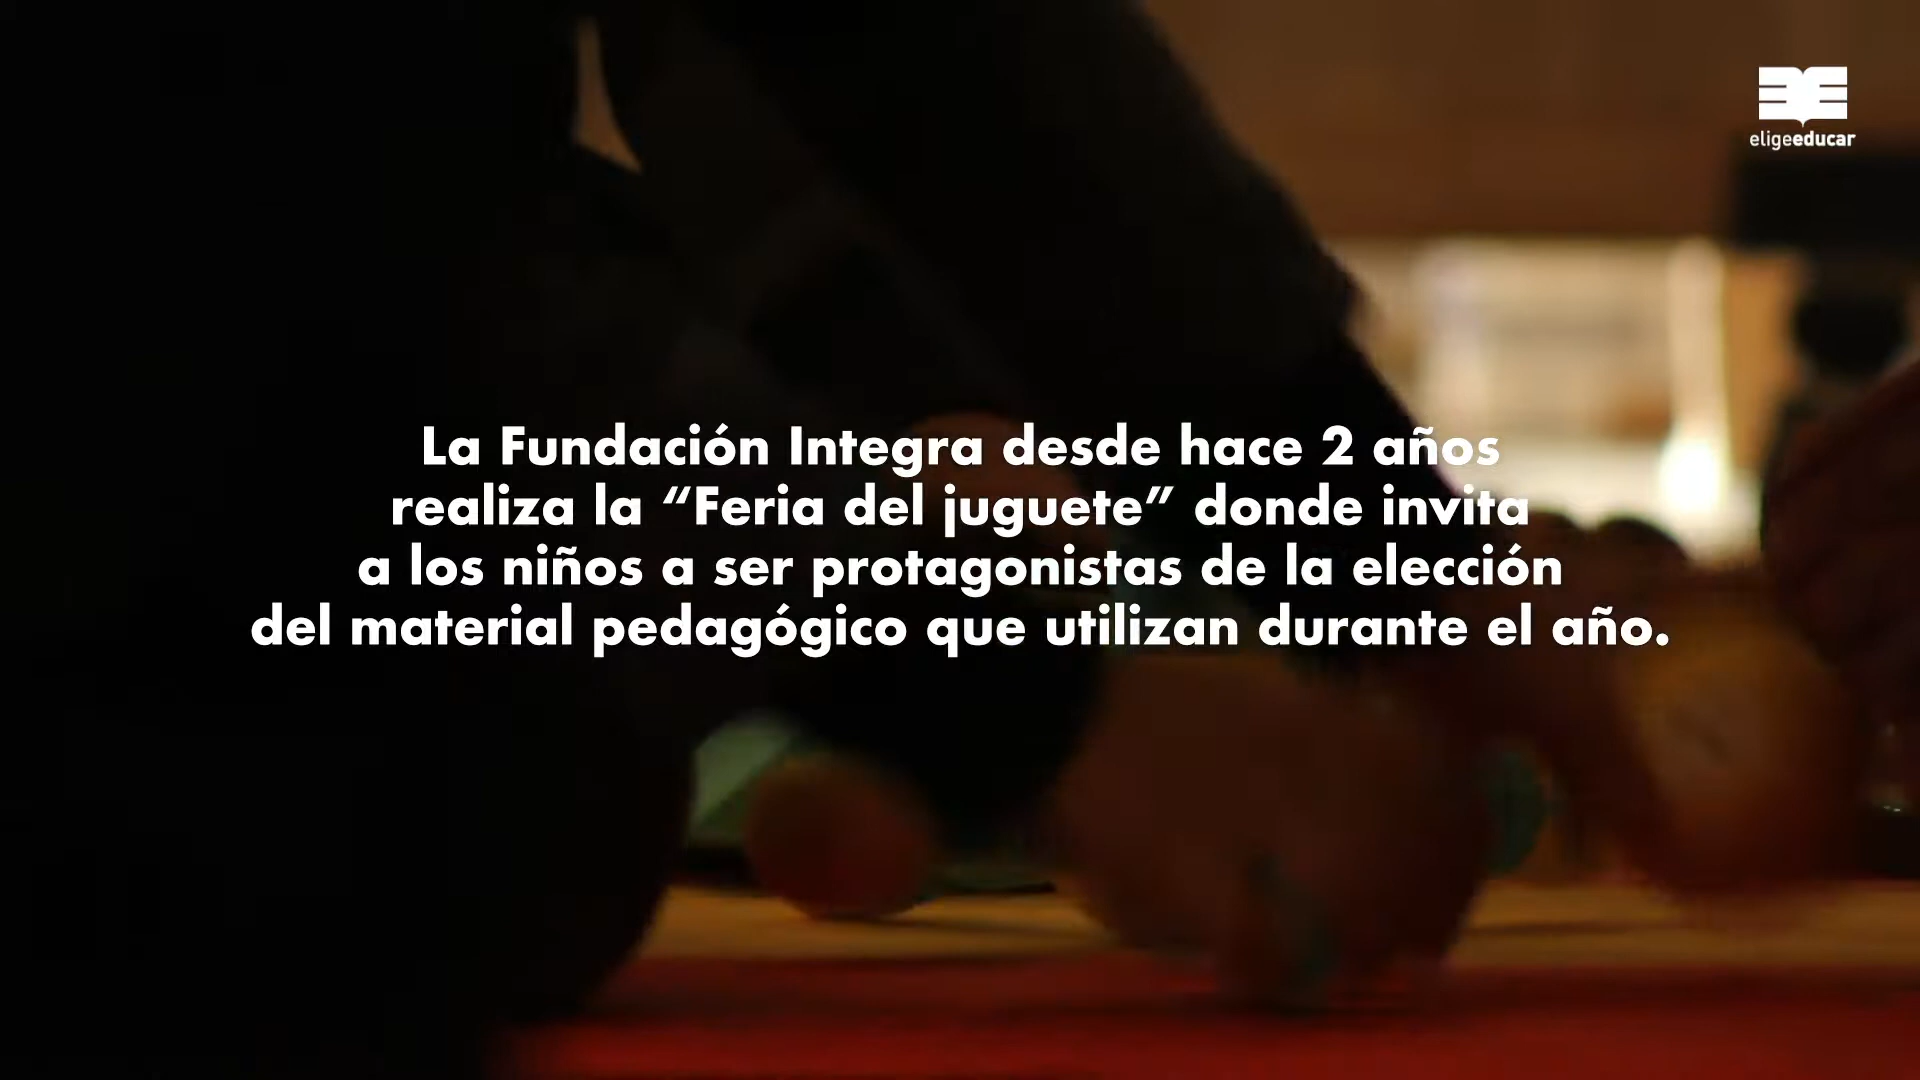 eligeeducar
La Fundación Integra desde hace 2 años
realiza la “Feria del juguete” donde invita
a los niños a ser protagonistas de la elección
del material pedagógico que utilizan durante el año.